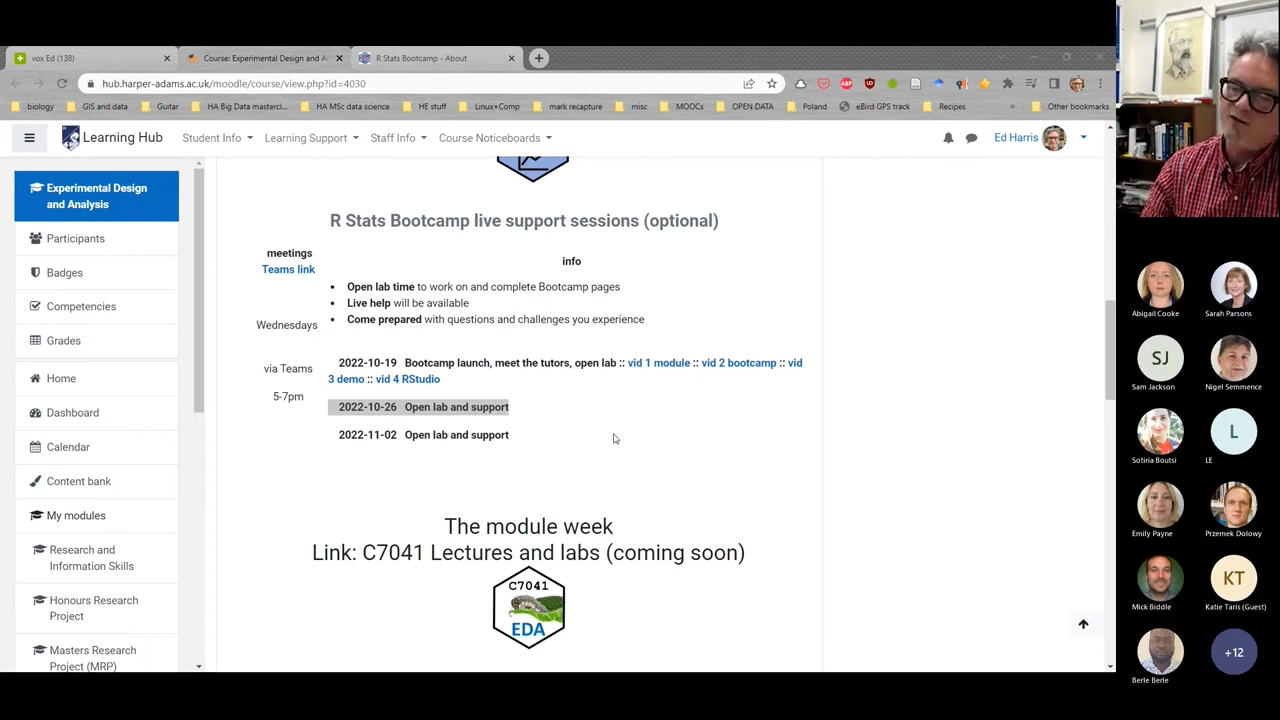 vox Ed (138)
Course: Experimental Design and A
R Stats Bootcamp - About
hub.harper-adams.ac.uk/moodle/course/view.php?id=4030
biology
GIS and data
Guitar
HA Big Data mastercl...
HA MSc data science
HE stuff
Linux+Comp
mark recapture
misc
MOOCs
OPEN DATA
Poland
eBird GPS track
Recipes
»
Other bookmarks
Learning Hub
Student Info
Learning Support
Staff Info
Course Noticeboards
Ed Harris
Experimental Design
and Analysis
Participants
Badges
Competencies
Grades
Home
Dashboard
Calendar
Content bank
My modules
Research and
Information Skills
Honours Research
Project
Masters Research
Project (MRP)
R Stats Bootcamp live support sessions (optional)
meetings
Teams link
Wednesdays
via Teams
5-7pm
info
• Open lab time to work on and complete Bootcamp pages
• Live help will be available
• Come prepared with questions and challenges you experience
2022-10-19 Bootcamp launch, meet the tutors, open lab :: vid 1 module :: vid 2 bootcamp :: vid
3 demo :: vid 4 RStudio
2022-10-26 Open lab and support
2022-11-02 Open lab and support
The module week
Link: C7041 Lectures and labs (coming soon)
C7041
EDA
Abigail Cooke
Sarah Parsons
SJ
Sam Jackson
Nigel Semmence
Sotiria Boutsi
L
LE
Emily Payne
Przemek Dolowy
Mick Biddle
KT
Katie Taris (Guest)
Berle Berle
+12